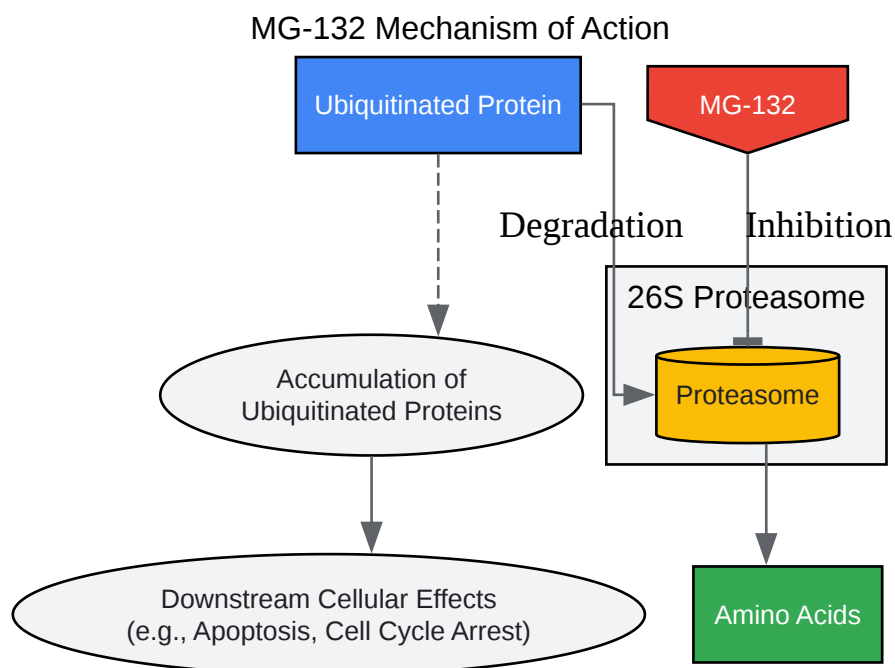 MG-132 Mechanism of Action
Ubiquitinated Protein
MG-132
Degradation
Inhibition
26S Proteasome
Accumulation of
Ubiquitinated Proteins
Proteasome
Downstream Cellular Effects
(e.g., Apoptosis, Cell Cycle Arrest)
Amino Acids